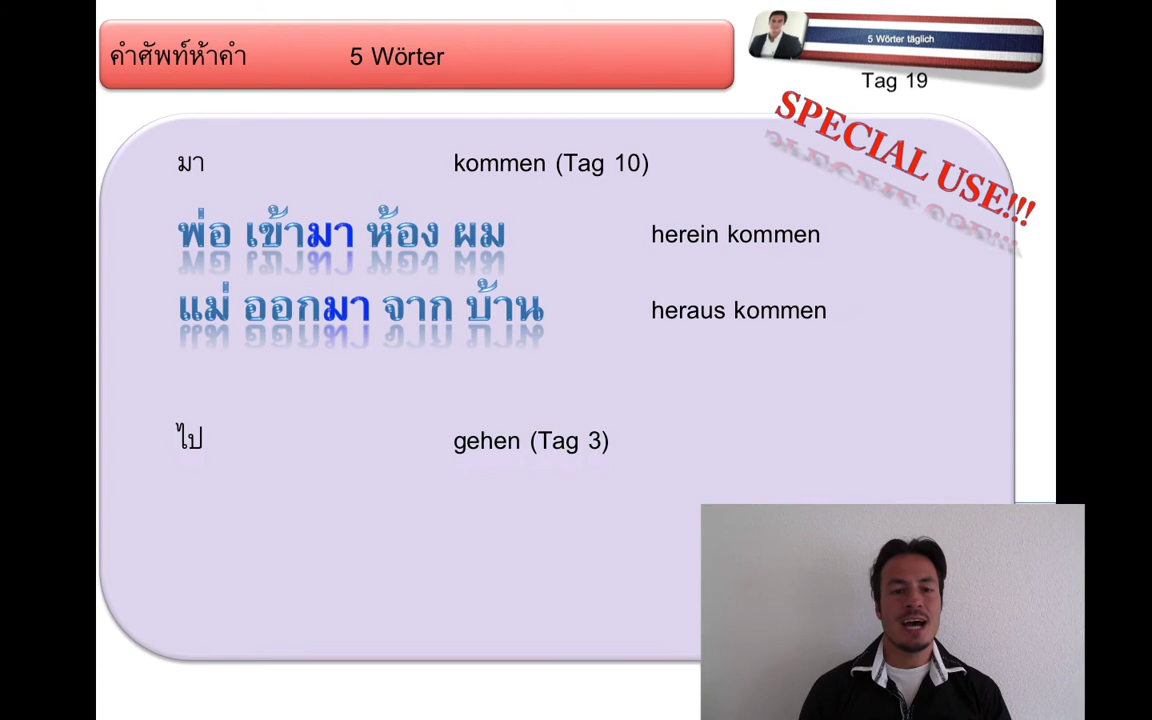 คำศัพท์ห้าคำ 5 Wörter
5 Wörter täglich
Tag 19
SPECIAL USE!!!
มา kommen (Tag 10)
พ่อ เข้ามา ห้อง ผม herein kommen
แม่ ออกมา จาก บ้าน heraus kommen
ไป gehen (Tag 3)